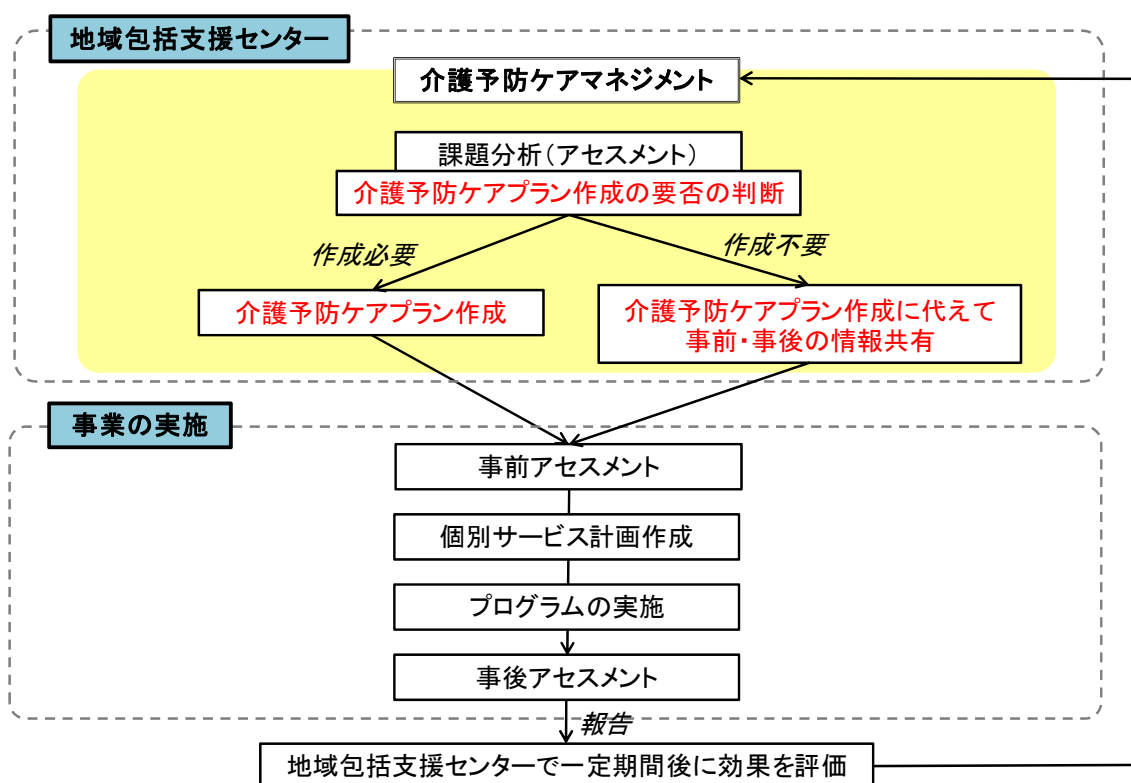 地域包括支援センター
介護予防ケアマネジメント
課題分析(アセスメント)
介護予防ケアプラン作成の要否の判断
作成必要
作成不要
介護予防ケアプラン作成
介護予防ケアプラン作成に代えて
事前・事後の情報共有
事業の実施
事前アセスメント
個別サービス計画作成
プログラムの実施
事後アセスメント
報告
地域包括支援センターで一定期間後に効果を評価